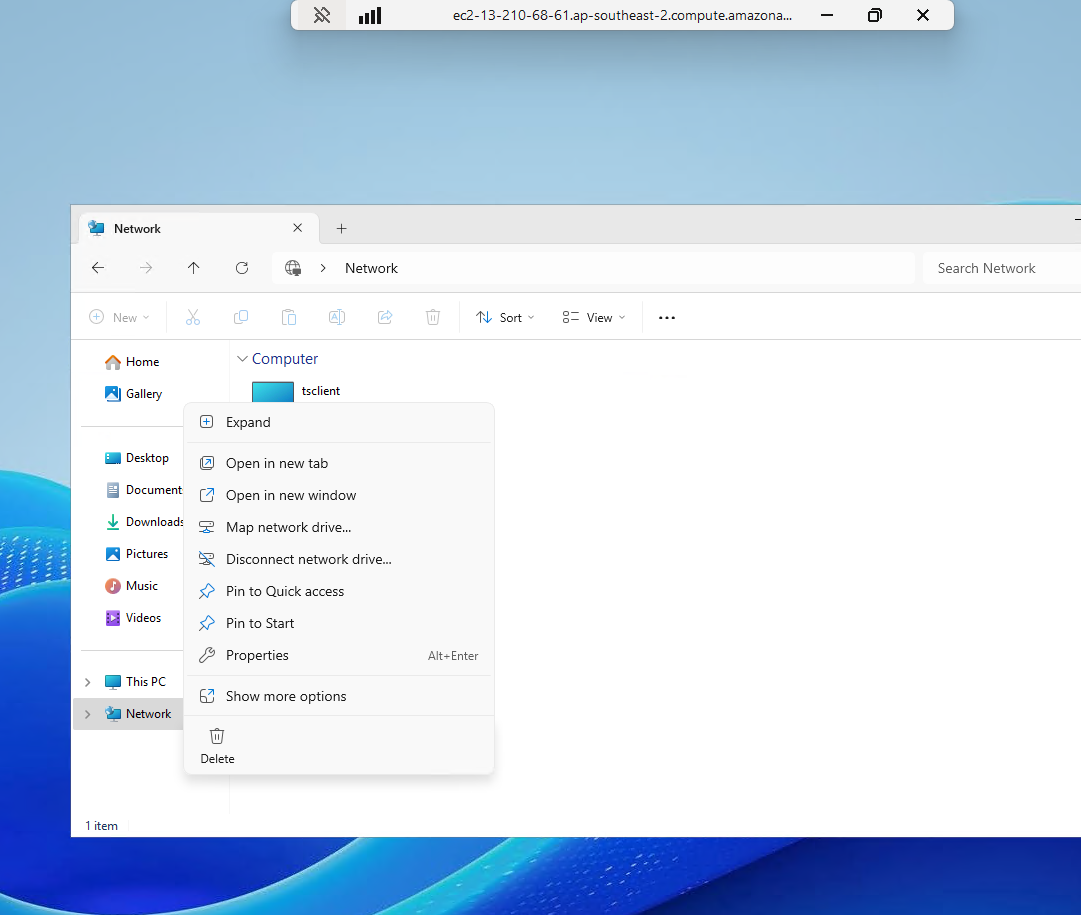 ec2-13-210-68-61.ap-southeast-2.compute.amazona...
Network
Network
Search Network
New
Sort
View
Home
Gallery
Desktop
Document
Downloads
Pictures
Music
Videos
This PC
Network
Computer
tsclient
Expand
Open in new tab
Open in new window
Map network drive...
Disconnect network drive...
Pin to Quick access
Pin to Start
Properties Alt+Enter
Show more options
Delete
1 item